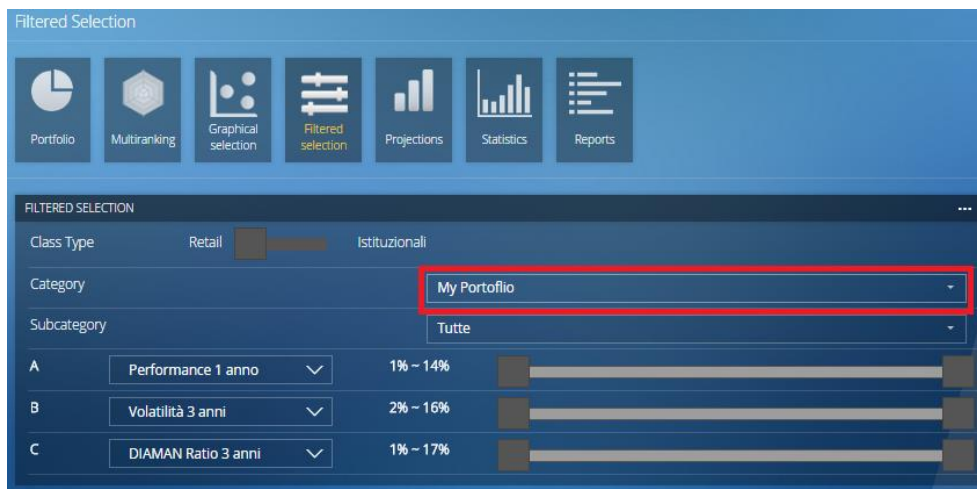 Filtered Selection
Portfolio
Multiranking
Graphical
selection
Filtered
selection
Projections
Statistics
Reports
FILTERED SELECTION ...
Class Type Retail Istituzionali
Category My Portoflio
Subcategory Tutte
A Performance 1 anno 1% ~ 14%
B Volatilità 3 anni 2% ~ 16%
C DIAMAN Ratio 3 anni 1% ~ 17%